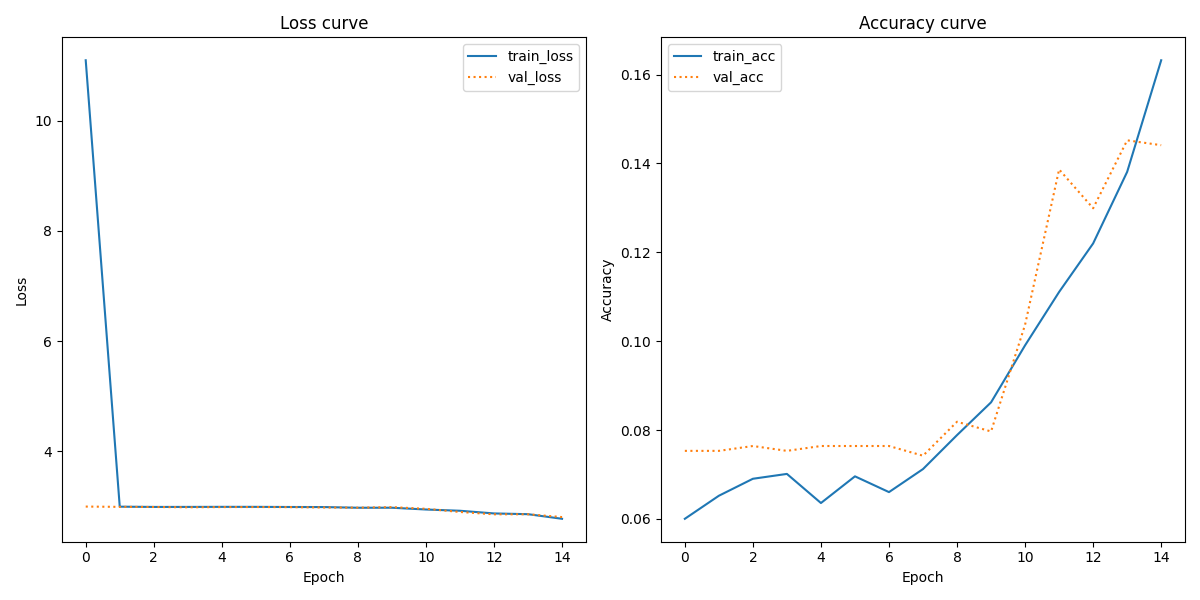 Loss curve
train_loss
val_loss
10
8
6
4
Loss
0 2 4 6 8 10 12 14
Epoch
Accuracy curve
train_acc
val_acc
0.16
0.14
0.12
0.10
0.08
0.06
Accuracy
0 2 4 6 8 10 12 14
Epoch